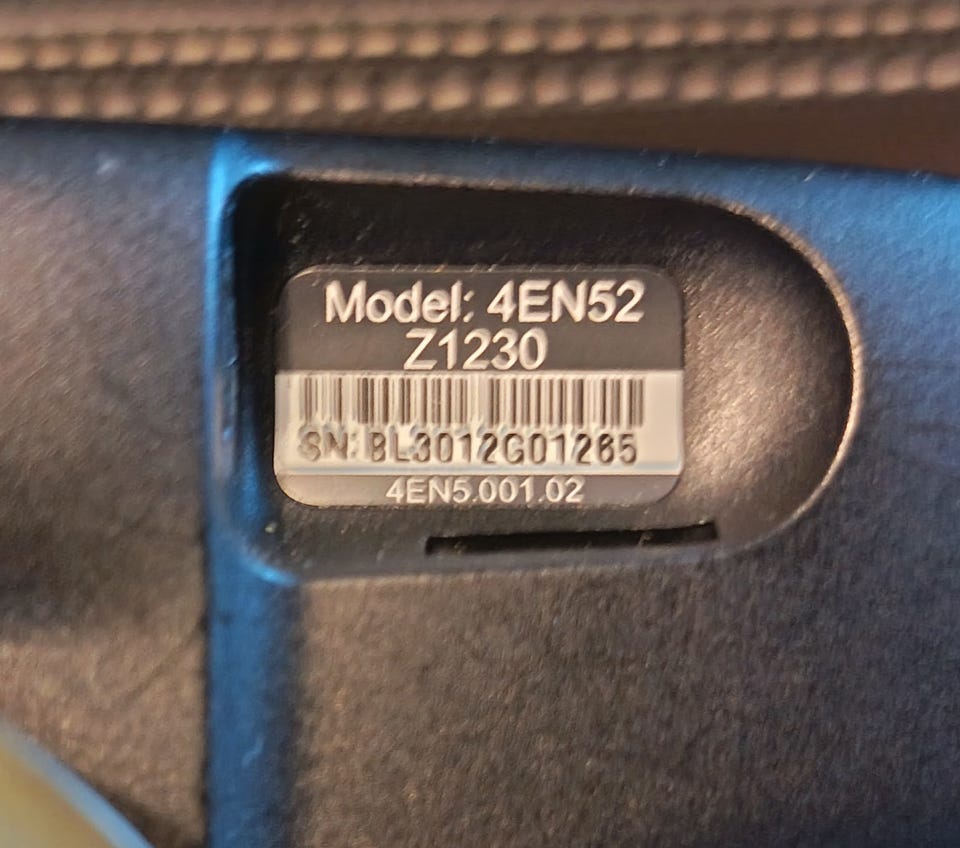 Model: 4EN52
Z1230
SN: BL3012G01265
4EN5.001.02